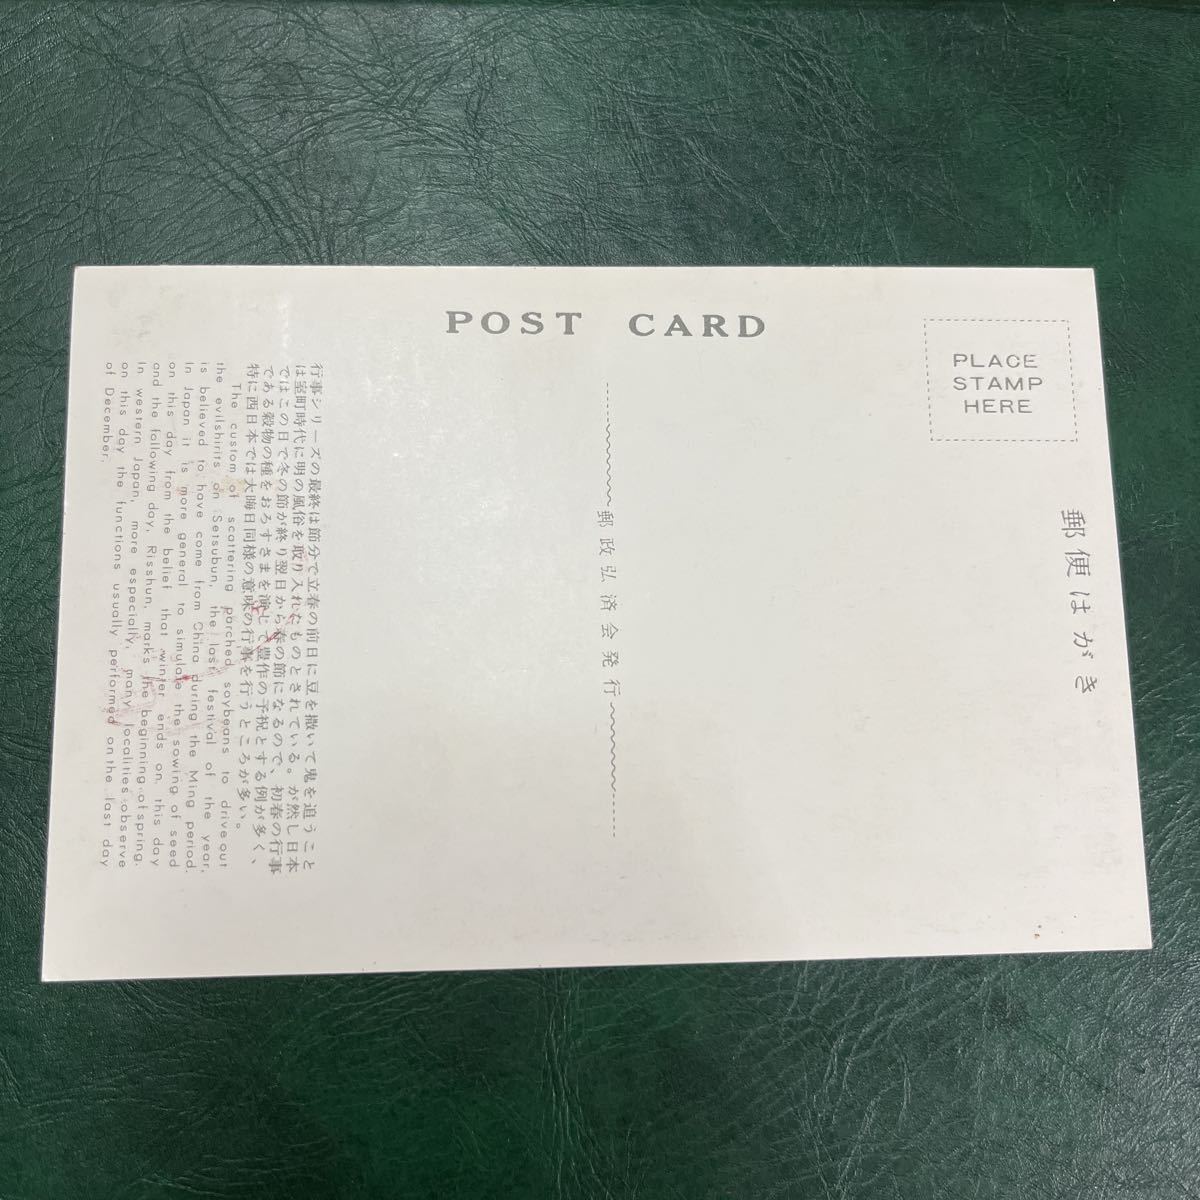 POST CARD
PLACE
STAMP
HERE
郵便はがき
郵政弘済会発行
行事シリーズの最終は節分で立春の前日に豆を撒いて鬼を追うこと
は室町時代に明の風俗を取り入れたものとされている。が然し日本
ではこの日で冬の節が終り翌日から春の節になるので、初春の行事
である穀物の種をおろすさまを演じて豊作の予祝とする例が多く、
特に西日本では大晦日同様の意味の行事を行うところが多い。
The custom of scattering parched soybeans to drive out
the evilshirits on Setsubun, the last festival of the year,
is believed to have come from China during the Ming period.
In Japan it is more general to simulate the sowing of seed
on this day from the belief that winter ends on this day
and the following day, Risshun, marks the beginning of spring.
In western Japan, more especially, many localities observe
on this day the functions usually performed on the last day
of December.